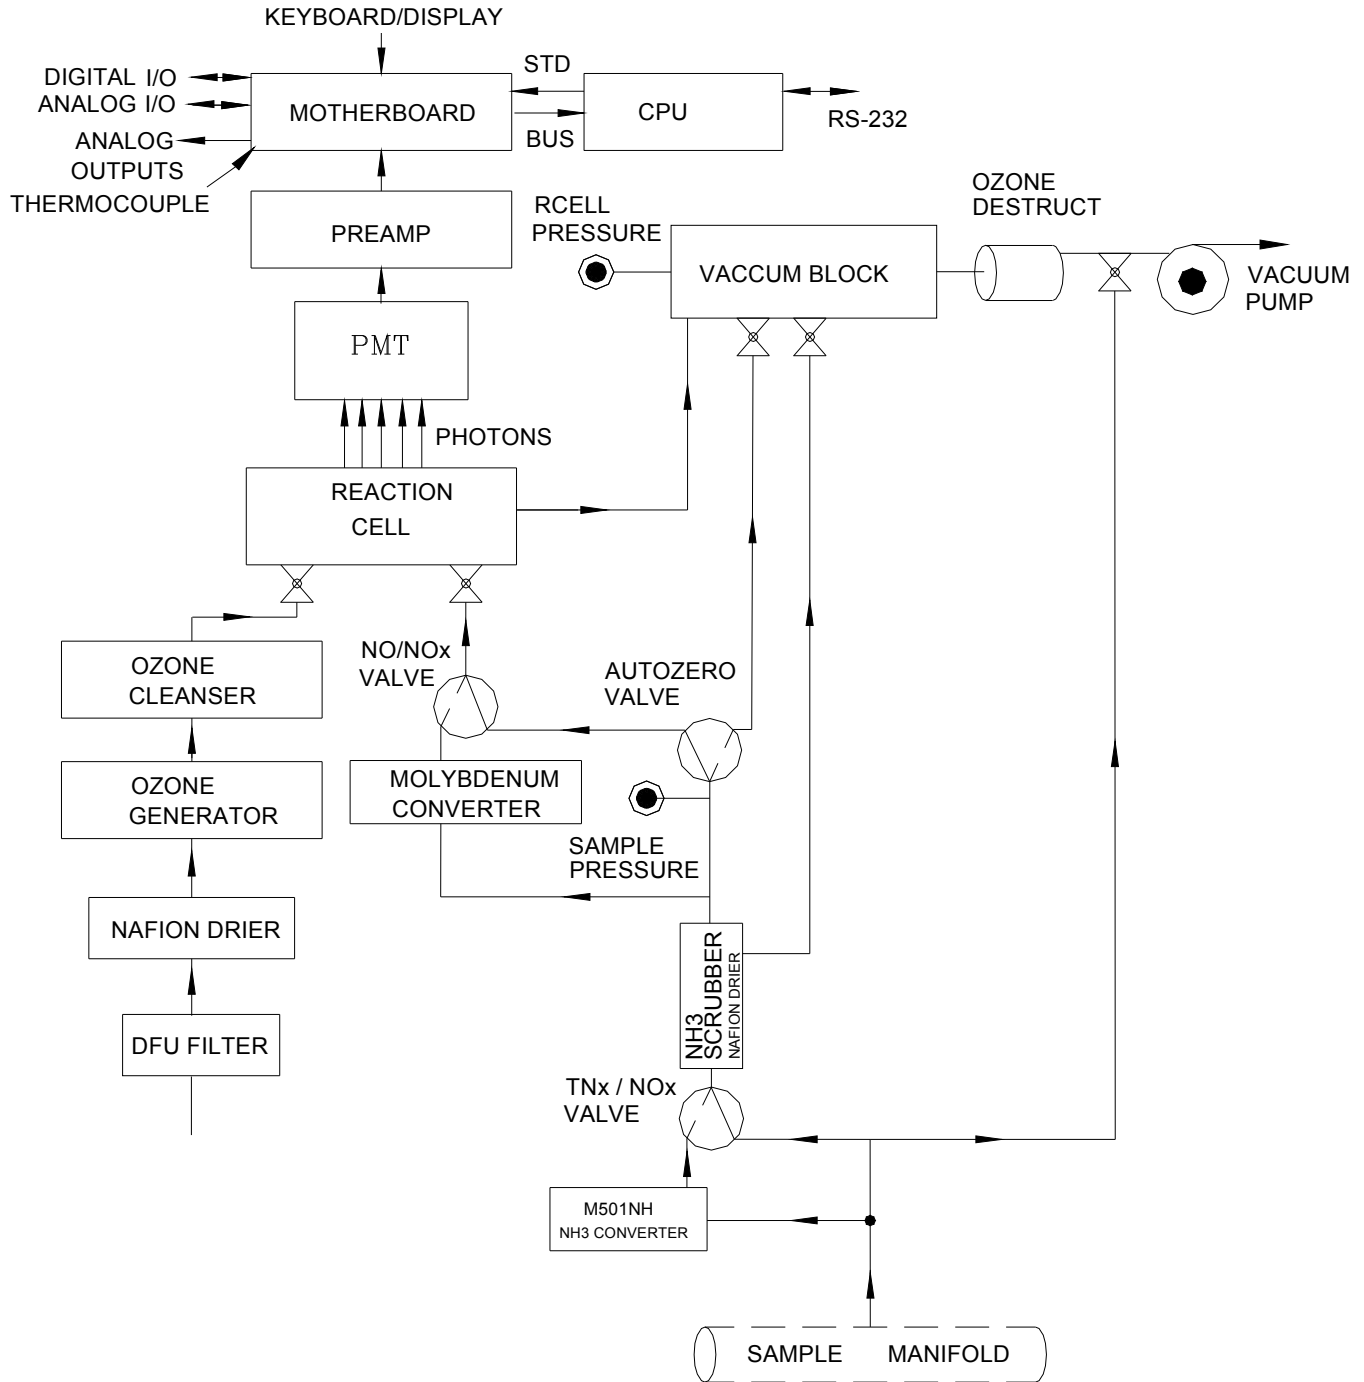 KEYBOARD/DISPLAY
DIGITAL I/O
ANALOG I/O
ANALOG
OUTPUTS
THERMOCOUPLE
MOTHERBOARD
STD
BUS
CPU
RS-232
PREAMP
RCELL
PRESSURE
VACCUM BLOCK
OZONE
DESTRUCT
VACUUM
PUMP
PMT
PHOTONS
REACTION
CELL
NO/NOx
VALVE
AUTOZERO
VALVE
OZONE
CLEANSER
OZONE
GENERATOR
MOLYBDENUM
CONVERTER
SAMPLE
PRESSURE
NAFION DRIER
DFU FILTER
NH3
SCRUBBER
NAFION DRIER
TNx / NOx
VALVE
M501NH
NH3 CONVERTER
SAMPLE MANIFOLD